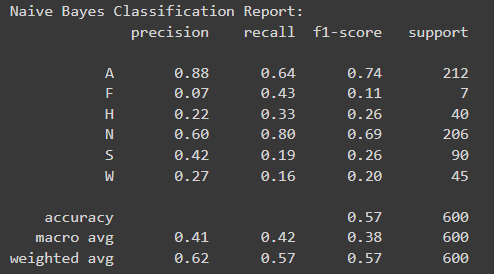 Naive Bayes Classification Report:
precision recall f1-score support
A 0.88 0.64 0.74 212
F 0.07 0.43 0.11 7
H 0.22 0.33 0.26 40
N 0.60 0.80 0.69 206
S 0.42 0.19 0.26 90
W 0.27 0.16 0.20 45
accuracy 0.57 600
macro avg 0.41 0.42 0.38 600
weighted avg 0.62 0.57 0.57 600